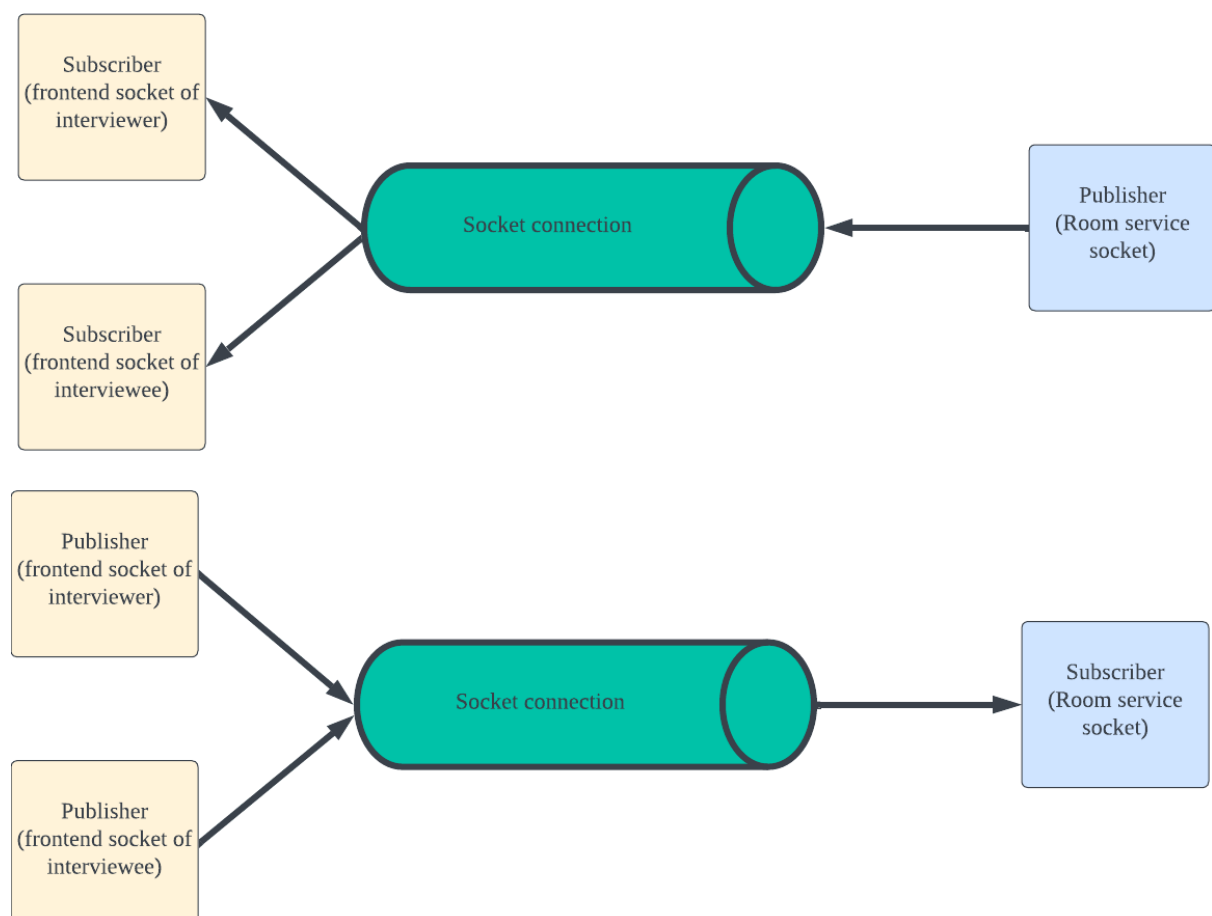 Subscriber
(frontend socket of
interviewer)
Socket connection
Publisher
(Room service
socket)
Subscriber
(frontend socket of
interviewee)
Publisher
(frontend socket of
interviewer)
Socket connection
Subscriber
(Room service
socket)
Publisher
(frontend socket of
interviewee)